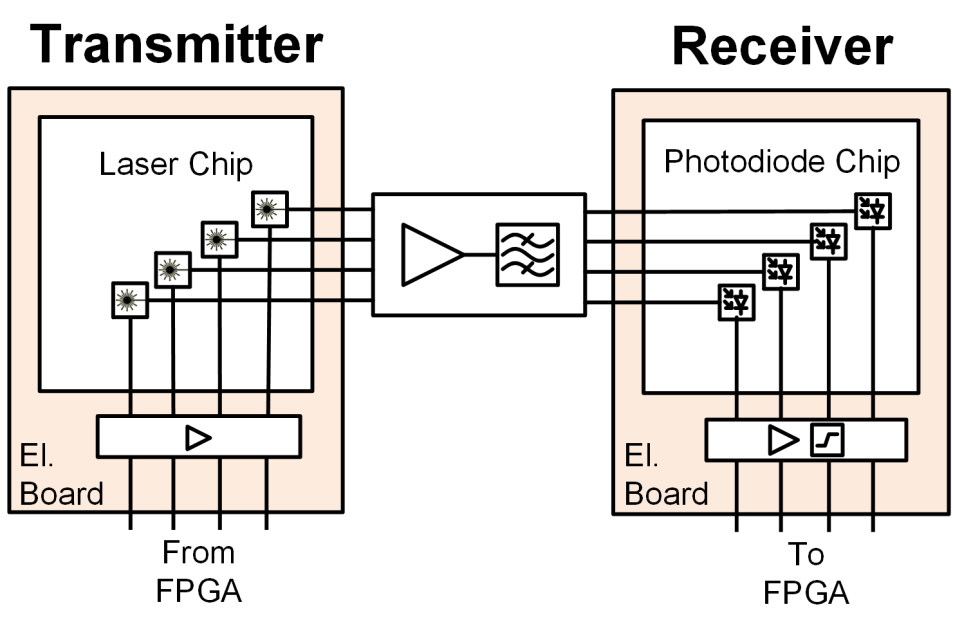 Transmitter
Receiver
Laser Chip
Photodiode Chip
El.
Board
El.
Board
From
FPGA
To
FPGA